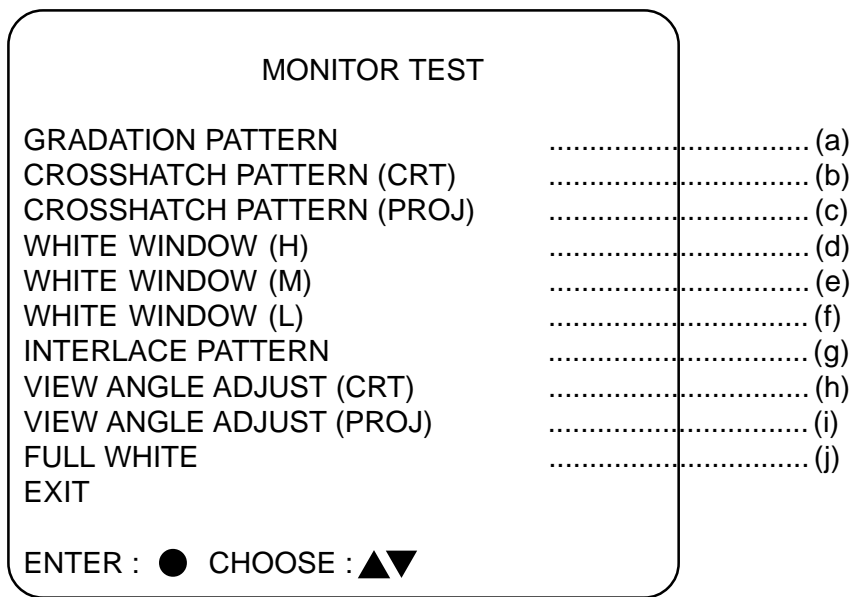 MONITOR TEST
GRADATION PATTERN ................................ (a)
CROSSHATCH PATTERN (CRT) ................................ (b)
CROSSHATCH PATTERN (PROJ) ................................ (c)
WHITE WINDOW (H) ................................ (d)
WHITE WINDOW (M) ................................ (e)
WHITE WINDOW (L) ................................ (f)
INTERLACE PATTERN ................................ (g)
VIEW ANGLE ADJUST (CRT) ................................ (h)
VIEW ANGLE ADJUST (PROJ) ................................ (i)
FULL WHITE ................................ (j)
EXIT
ENTER : ● CHOOSE : ▲▼